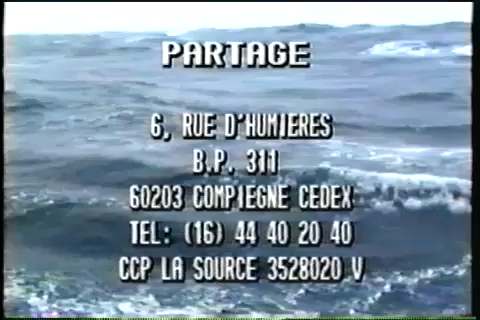 PARTAGE
6, RUE D'HUMIERES
B.P. 311
60203 COMPIEGNE CEDEX
TEL: (16) 44 40 20 40
CCP LA SOURCE 3528020 V